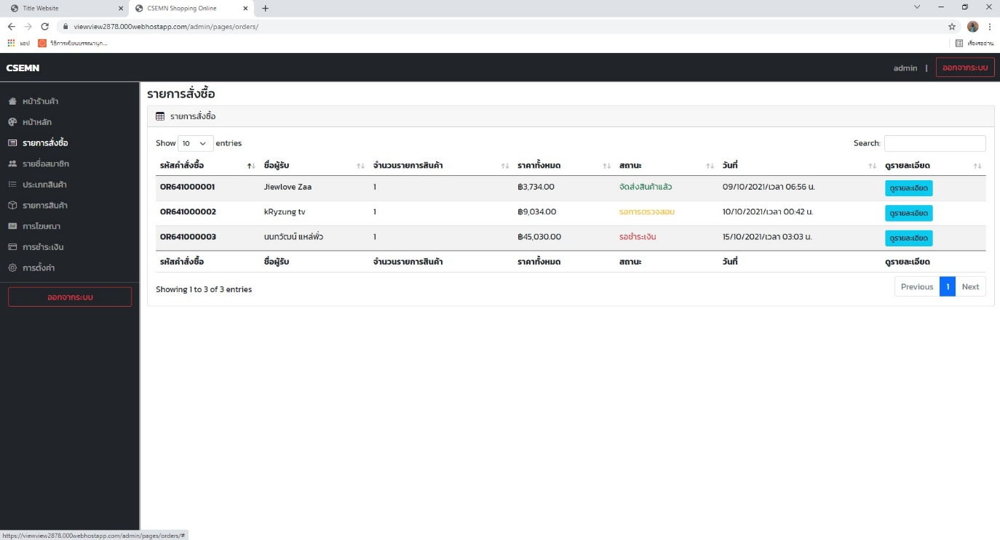 Title Website
CSEMN Shopping Online
viewview2878.000webhostapp.com/admin/pages/orders/
แอป วิธีการเขียนบรรณานุก... เรื่องรออ่าน
CSEMN admin | ออกจากระบบ
หน้าร้านค้า
หน้าหลัก
รายการสั่งซื้อ
รายชื่อสมาชิก
ประเภทสินค้า
รายการสินค้า
การโฆษณา
การชำระเงิน
การตั้งค่า
ออกจากระบบ
รายการสั่งซื้อ
รายการสั่งซื้อ
Show 10 entries Search:
รหัสคำสั่งซื้อ ชื่อผู้รับ จำนวนรายการสินค้า ราคาทั้งหมด สถานะ วันที่ ดูรายละเอียด
OR641000001 Jiewlove Zaa 1 ฿3,734.00 จัดส่งสินค้าแล้ว 09/10/2021/เวลา 06:56 น. ดูรายละเอียด
OR641000002 kRyzung tv 1 ฿9,034.00 รอการตรวจสอบ 10/10/2021/เวลา 00:42 น. ดูรายละเอียด
OR641000003 นนทวัฒน์ แหล่พั่ว 1 ฿45,030.00 รอชำระเงิน 15/10/2021/เวลา 03:03 น. ดูรายละเอียด
รหัสคำสั่งซื้อ ชื่อผู้รับ จำนวนรายการสินค้า ราคาทั้งหมด สถานะ วันที่ ดูรายละเอียด
Showing 1 to 3 of 3 entries Previous 1 Next
https://viewview2878.000webhostapp.com/admin/pages/orders/#